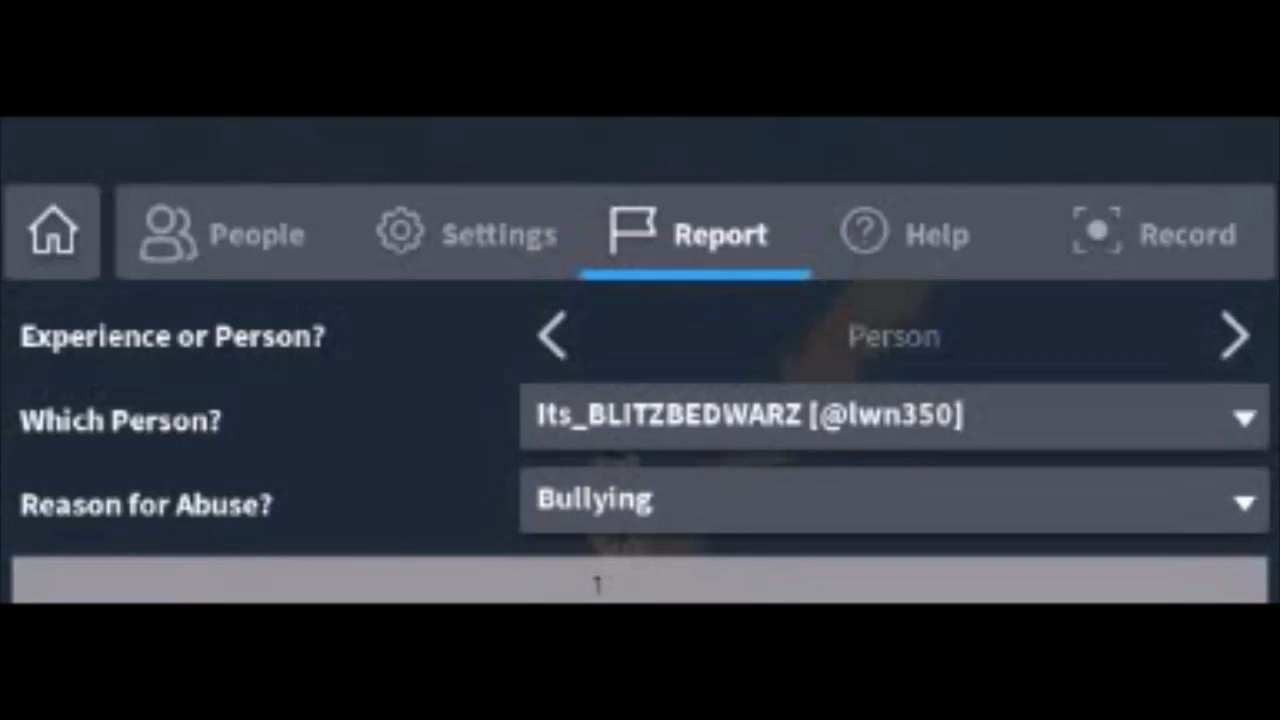 People Settings Report Help Record
Experience or Person? Person
Which Person? Its_BLITZBEDWARZ [@lwn350]
Reason for Abuse? Bullying